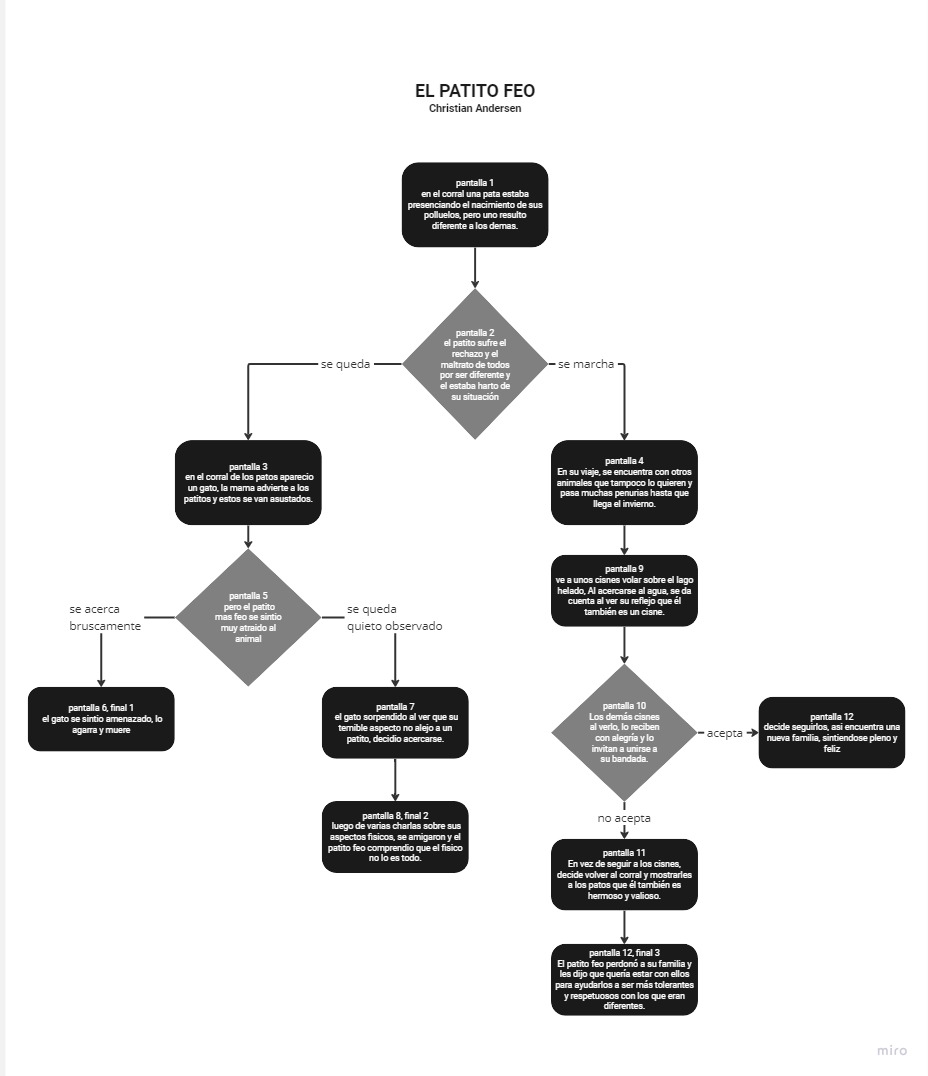 EL PATITO FEO
Christian Andersen
pantalla 1
en el corral una pata estaba
presenciando el nacimiento de sus
polluelos, pero uno resulto
diferente a los demas.
pantalla 2
el patito sufre el
rechazo y el
maltrato de todos
por ser diferente y
el estaba harto de
su situación
se queda
se marcha
pantalla 3
en el corral de los patos aparecio
un gato, la mama advierte a los
patitos y estos se van asustados.
pantalla 4
En su viaje, se encuentra con otros
animales que tampoco lo quieren y
pasa muchas penurias hasta que
llega el invierno.
pantalla 5
pero el patito
mas feo se sintio
muy atraido al
animal
se acerca
bruscamente
se queda
quieto observado
pantalla 9
ve a unos cisnes volar sobre el lago
helado, Al acercarse al agua, se da
cuenta al ver su reflejo que él
también es un cisne.
pantalla 6, final 1
el gato se sintio amenazado, lo
agarra y muere
pantalla 7
el gato sorpendido al ver que su
temible aspecto no alejo a un
patito, decidio acercarse.
pantalla 10
Los demás cisnes
al verlo, lo reciben
con alegría y lo
invitan a unirse a
su bandada.
acepta
pantalla 12
decide seguirlos, asi encuentra una
nueva familia, sintiendose pleno y
feliz
pantalla 8, final 2
luego de varias charlas sobre sus
aspectos fisicos, se amigaron y el
patito feo comprendio que el fisico
no lo es todo.
no acepta
pantalla 11
En vez de seguir a los cisnes,
decide volver al corral y mostrarles
a los patos que él también es
hermoso y valioso.
pantalla 12, final 3
El patito feo perdonó a su familia y
les dijo que quería estar con ellos
para ayudarlos a ser más tolerantes
y respetuosos con los que eran
diferentes.
miro